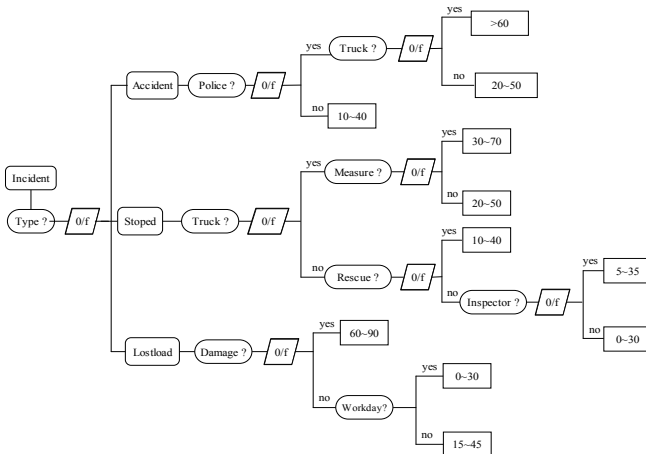 yes
>60
yes
Truck ?
0/f
Accident
Police ?
0/f
no
20~50
no
10~40
yes
30~70
yes
Measure ?
0/f
Incident
no
20~50
Type ?
0/f
Stoped
Truck ?
0/f
yes
10~40
no
Rescue ?
0/f
yes
5~35
no
Inspector ?
0/f
yes
60~90
no
0~30
Lostload
Damage ?
0/f
yes
0~30
no
Workday?
no
15~45